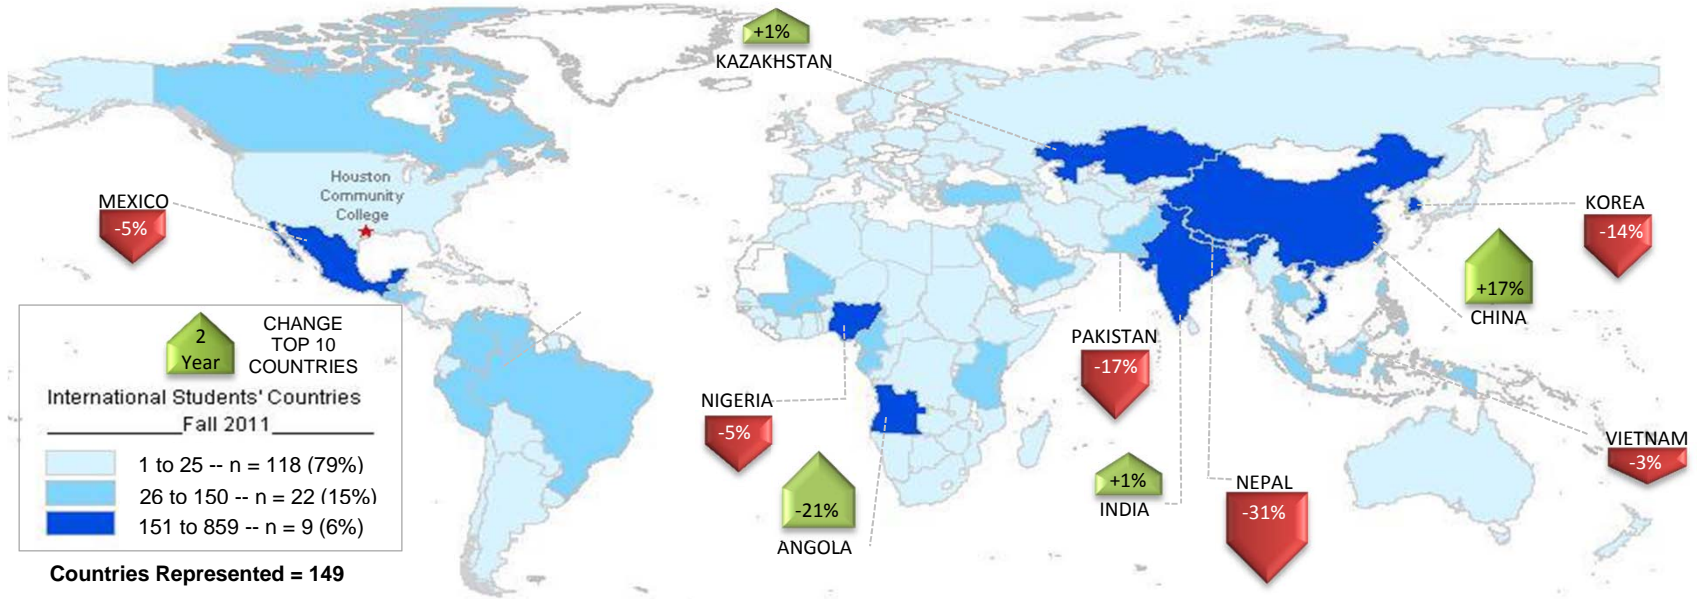 +1%
KAZAKHSTAN
Houston
Community
College
MEXICO
-5%
KOREA
-14%
+17%
CHINA
PAKISTAN
-17%
NIGERIA
-5%
-21%
ANGOLA
+1%
INDIA
NEPAL
-31%
VIETNAM
-3%
2
Year
CHANGE
TOP 10
COUNTRIES
International Students' Countries
Fall 2011
1 to 25 -- n = 118 (79%)
26 to 150 -- n = 22 (15%)
151 to 859 -- n = 9 (6%)
Countries Represented = 149